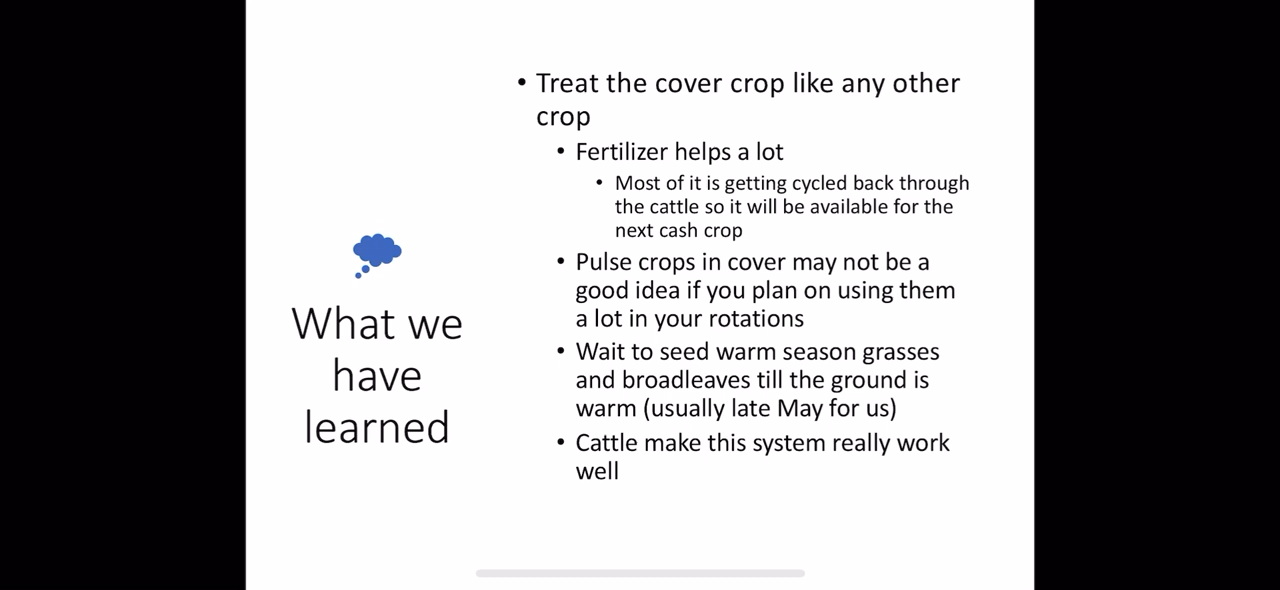 What we
have
learned
• Treat the cover crop like any other
crop
• Fertilizer helps a lot
• Most of it is getting cycled back through
the cattle so it will be available for the
next cash crop
• Pulse crops in cover may not be a
good idea if you plan on using them
a lot in your rotations
• Wait to seed warm season grasses
and broadleaves till the ground is
warm (usually late May for us)
• Cattle make this system really work
well